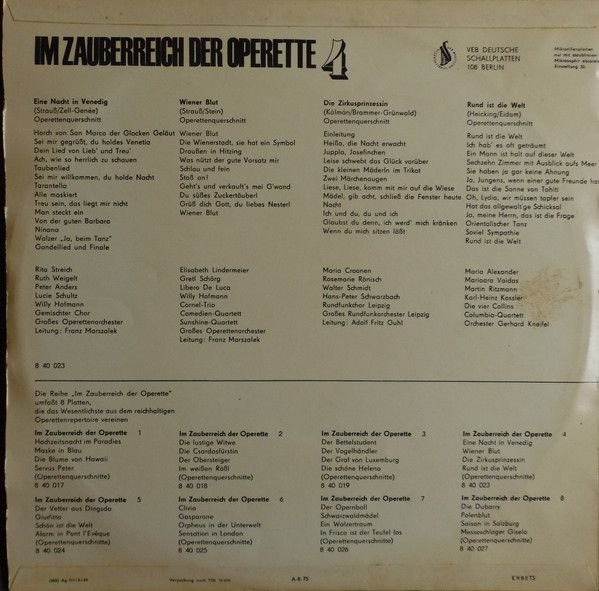 IM ZAUBERREICH DER OPERETTE 4
VEB DEUTSCHE
SCHALLPLATTEN
108 BERLIN
Eine Nacht in Venedig
(Strauß/Zell-Genée)
Operettenquerschnitt
Horch von San Marco der Glocken Geläut
Sei mir gegrüßt, du holdes Venetia
Dein Lied von Lieb' und Treu'
Ach, wie so herrlich zu schauen
Taubenlied
Sei mir willkommen, du holde Nacht
Tarantella
Alle maskiert
Treu sein, das liegt mir nicht
Man steckt ein
Von der guten Barbara
Ninana
Walzer „Ja, beim Tanz"
Gondellied und Finale
Rita Streich
Ruth Weigelt
Peter Anders
Lucie Schultz
Willy Hofmann
Gemischter Chor
Großes Operettenorchester
Leitung: Franz Marszalek
8 40 023
Wiener Blut
(Strauß/Stein)
Operettenquerschnitt
Wiener Blut
Die Wienerstadt, sie hat ein Symbol
Draußen in Hitzing
Was nützt der gute Vorsatz mir
Schlau und fein
Stoß an!
Geht's und verkauft's mei G'wand
Du süßes Zuckertäuberl
Grüß dich Gott, du liebes Nesterl
Wiener Blut
Elisabeth Lindermeier
Gretl Schörg
Libero De Luca
Willy Hofmann
Cornel-Trio
Comedien-Quartett
Sunshine-Quartett
Großes Operettenorchester
Leitung: Franz Marszalek
Die Zirkusprinzessin
(Kálmán/Brammer-Grünwald)
Operettenquerschnitt
Einleitung
Heißa, die Nacht erwacht
Juppla, Josefinchen
Leise schwebt das Glück vorüber
Die kleinen Mäderln im Trikot
Zwei Märchenaugen
Liese, Liese, komm mit mir auf die Wiese
Mädel, gib acht, schließ die Fenster heute
Nacht
Ich und du, du und ich
Glaubst du denn, ich werd' mich kränken
Wenn du mich sitzen läßt
Maria Croonen
Rosemarie Rönisch
Walter Schmidt
Hans-Peter Schwarzbach
Rundfunkchor Leipzig
Großes Rundfunkorchester Leipzig
Leitung: Adolf Fritz Guhl
Rund ist die Welt
(Heicking/Eidam)
Operettenquerschnitt
Rund ist die Welt
Ich hab' es oft geträumt
Ein Mann ist halt auf dieser Welt
Sechzehn Zimmer mit Ausblick aufs Meer
Sie haben ja gar keine Ahnung
Ja, Jungens, wenn einer gute Freunde
Das ist die Sonne von Tahiti
Oh, Lydia, wir müssen tapfer sein
Hat das allgewalt'ge Schicksal
Ja, meine Herrn, das ist die Frage
Orientalischer Tanz
Soviel Sympathie
Rund ist die Welt
Maria Alexander
Marioara Vaidas
Martin Ritzmann
Karl-Heinz Kossler
Die vier Collins
Columbia-Quartett
Orchester Gerhard Kneifel
Die Reihe „Im Zauberreich der Operette"
umfaßt 8 Platten,
die das Wesentlichste aus dem reichhaltigen
Operettenrepertoire vereinen
Im Zauberreich der Operette 1
Hochzeitsnacht im Paradies
Maske in Blau
Die Blume von Hawaii
Servus Peter
(Operettenquerschnitte)
8 40 017
Im Zauberreich der Operette 2
Die lustige Witwe
Die Csardasfürstin
Der Obersteiger
Im weißen Rößl
(Operettenquerschnitte)
8 40 018
Im Zauberreich der Operette 3
Der Bettelstudent
Der Vogelhändler
Der Graf von Luxemburg
Die schöne Helena
(Operettenquerschnitte)
8 40 019
Im Zauberreich der Operette 4
Eine Nacht in Venedig
Wiener Blut
Die Zirkusprinzessin
Rund ist die Welt
(Operettenquerschnitte)
8 40 023
Im Zauberreich der Operette 5
Der Vetter aus Dingsda
Giuditta
Schön ist die Welt
Alarm in Pont l'Evêque
(Operettenquerschnitte)
8 40 024
Im Zauberreich der Operette 6
Clivia
Gasparone
Orpheus in der Unterwelt
Sensation in London
(Operettenquerschnitte)
8 40 025
Im Zauberreich der Operette 7
Der Opernball
Schwarzwaldmädel
Ein Walzertraum
In Frisco ist der Teufel los
(Operettenquerschnitte)
8 40 026
Im Zauberreich der Operette 8
Die Dubarry
Polenblut
Saison in Salzburg
Messeschlager Gisela
(Operettenquerschnitte)
8 40 027
Verpackung nach TGL